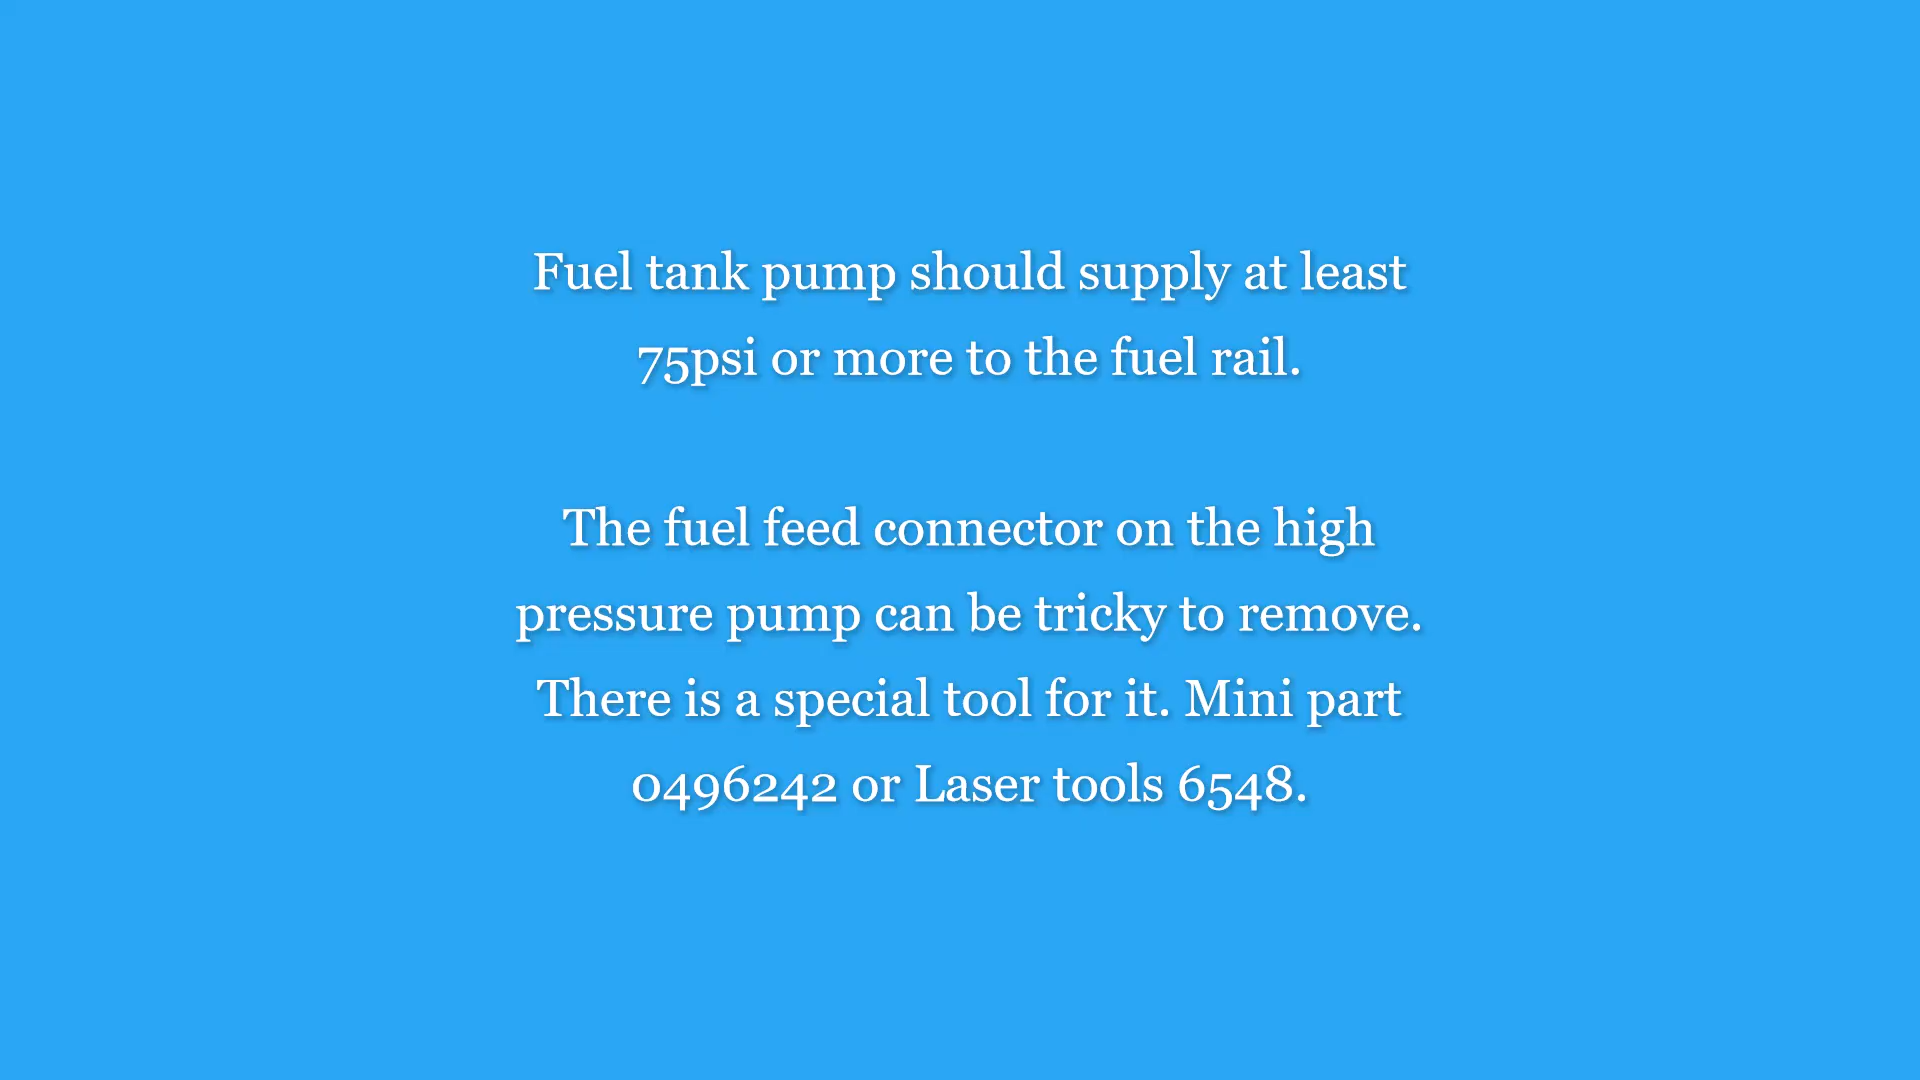 Fuel tank pump should supply at least
75psi or more to the fuel rail.
The fuel feed connector on the high
pressure pump can be tricky to remove.
There is a special tool for it. Mini part
0496242 or Laser tools 6548.